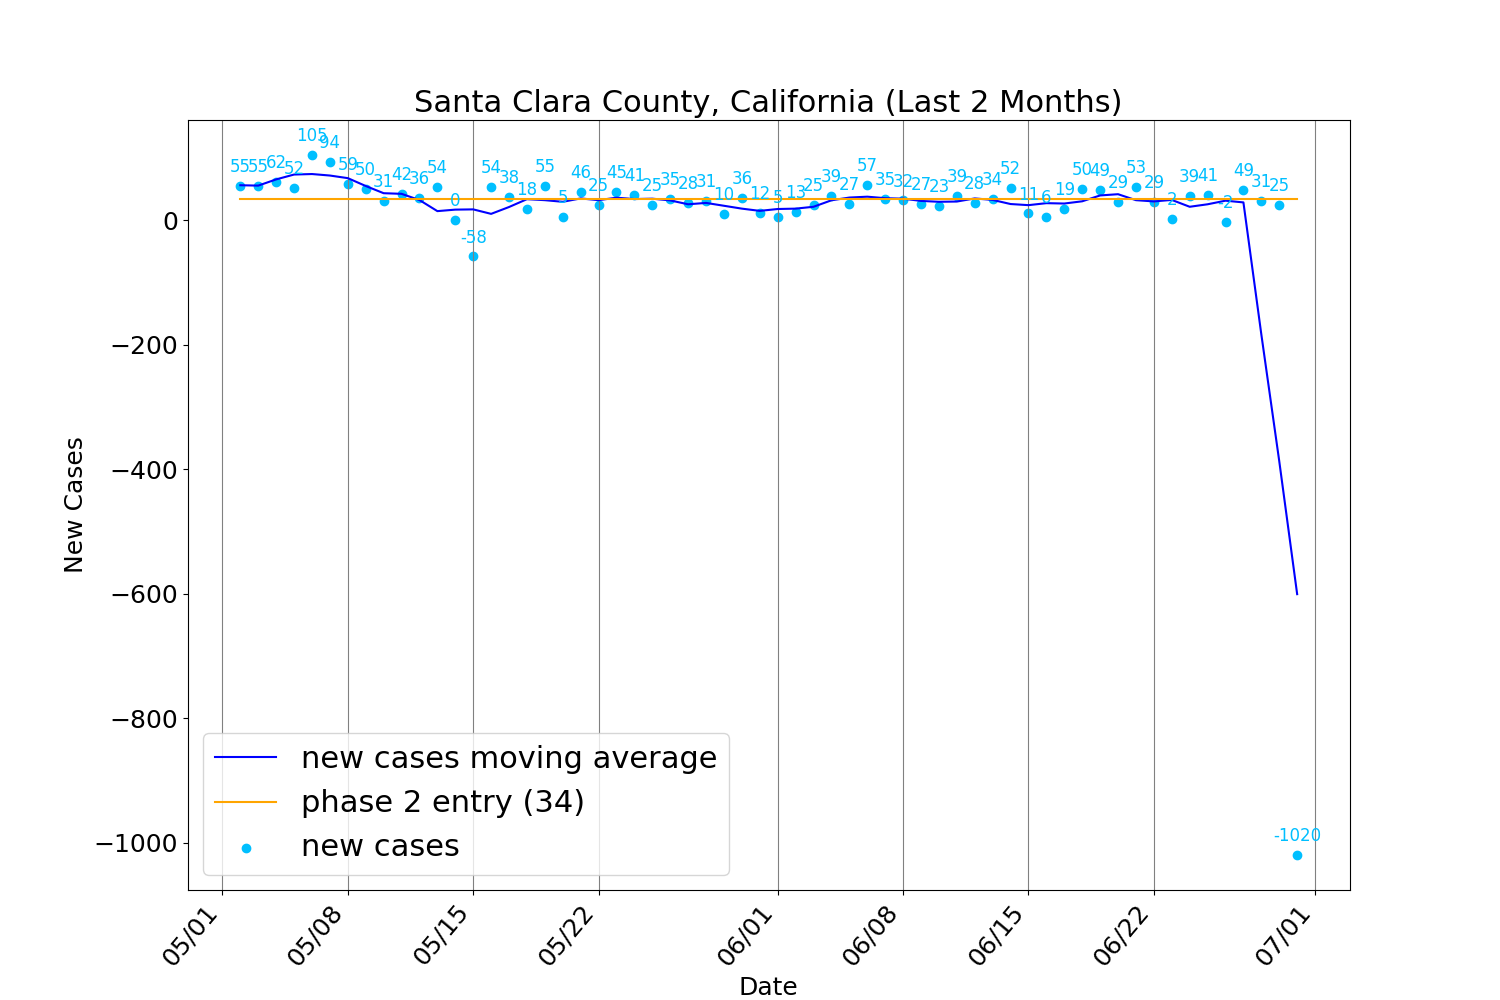 Santa Clara County, California (Last 2 Months)
55 55 62 52 105 94 59 50 31 42 36 54 0 -58 54 38 18 55 5 46 25 45 41 25 35 28 31 10 36 12 5 13 25 39 27 57 35 32 27 23 39 28 34 52 11 6 19 50 49 29 53 29 2 39 41 -2 49 31 25 -1020
0
−200
−400
−600
−800
−1000
New Cases
new cases moving average
phase 2 entry (34)
new cases
05/01 05/08 05/15 05/22 06/01 06/08 06/15 06/22 07/01
Date